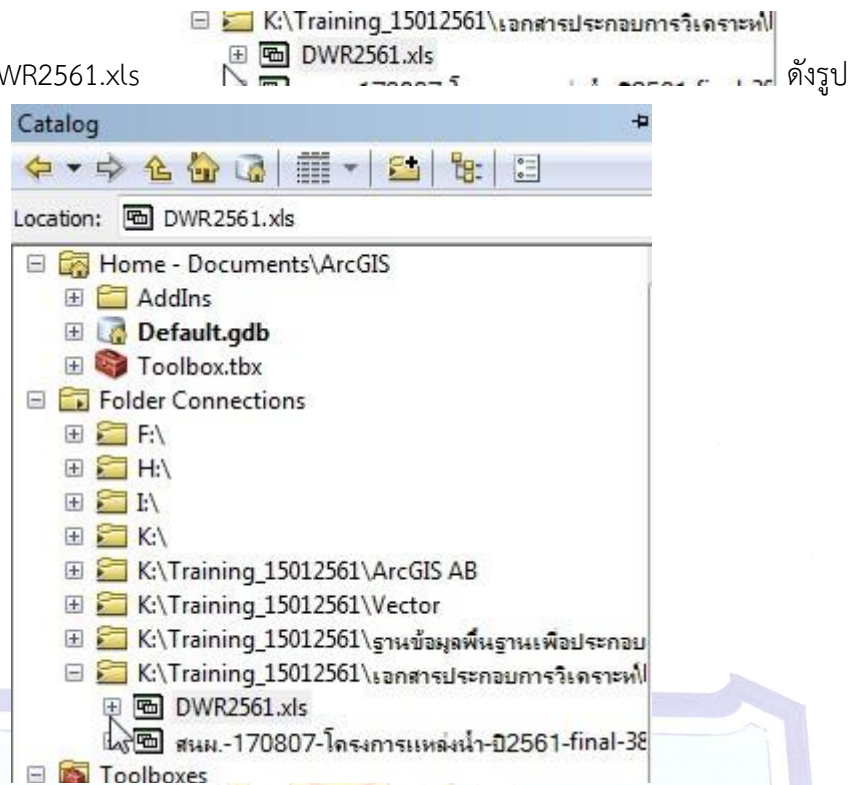 K:\Training_15012561\เอกสารประกอบการวิเคราะห์
WR2561.xls DWR2561.xls ดังรูป
Catalog
Location: DWR2561.xls
Home - Documents\ArcGIS
AddIns
Default.gdb
Toolbox.tbx
Folder Connections
F:\
H:\
I:\
K:\
K:\Training_15012561\ArcGIS AB
K:\Training_15012561\Vector
K:\Training_15012561\ฐานข้อมูลพื้นฐานเพื่อประกอบ
K:\Training_15012561\เอกสารประกอบการวิเคราะห์
DWR2561.xls
สนผ.-170807-โครงการแหล่งน้ำ-ปี2561-final-38
Toolboxes